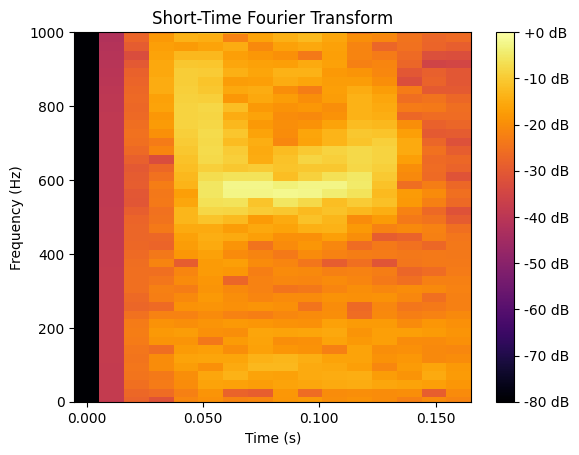 Short-Time Fourier Transform
1000
800
600
400
200
0
Frequency (Hz)
0.000
0.050
0.100
0.150
Time (s)
+0 dB
-10 dB
-20 dB
-30 dB
-40 dB
-50 dB
-60 dB
-70 dB
-80 dB